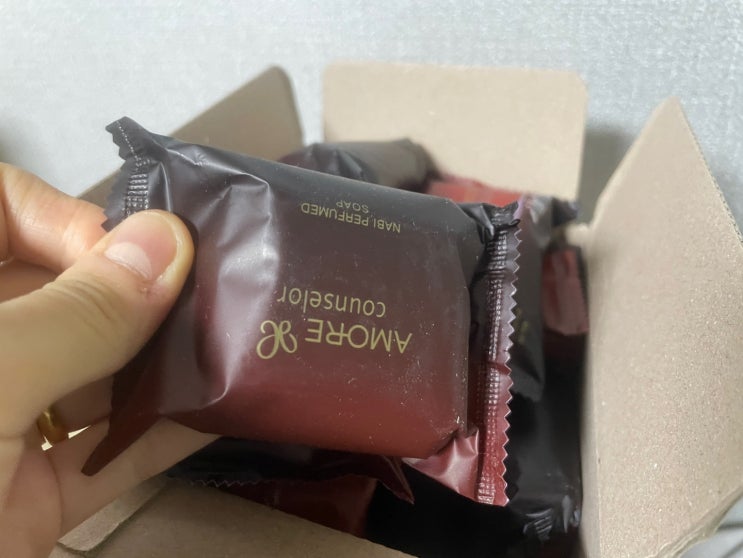 AMORE
counselor
NABI PERFUMED
SOAP